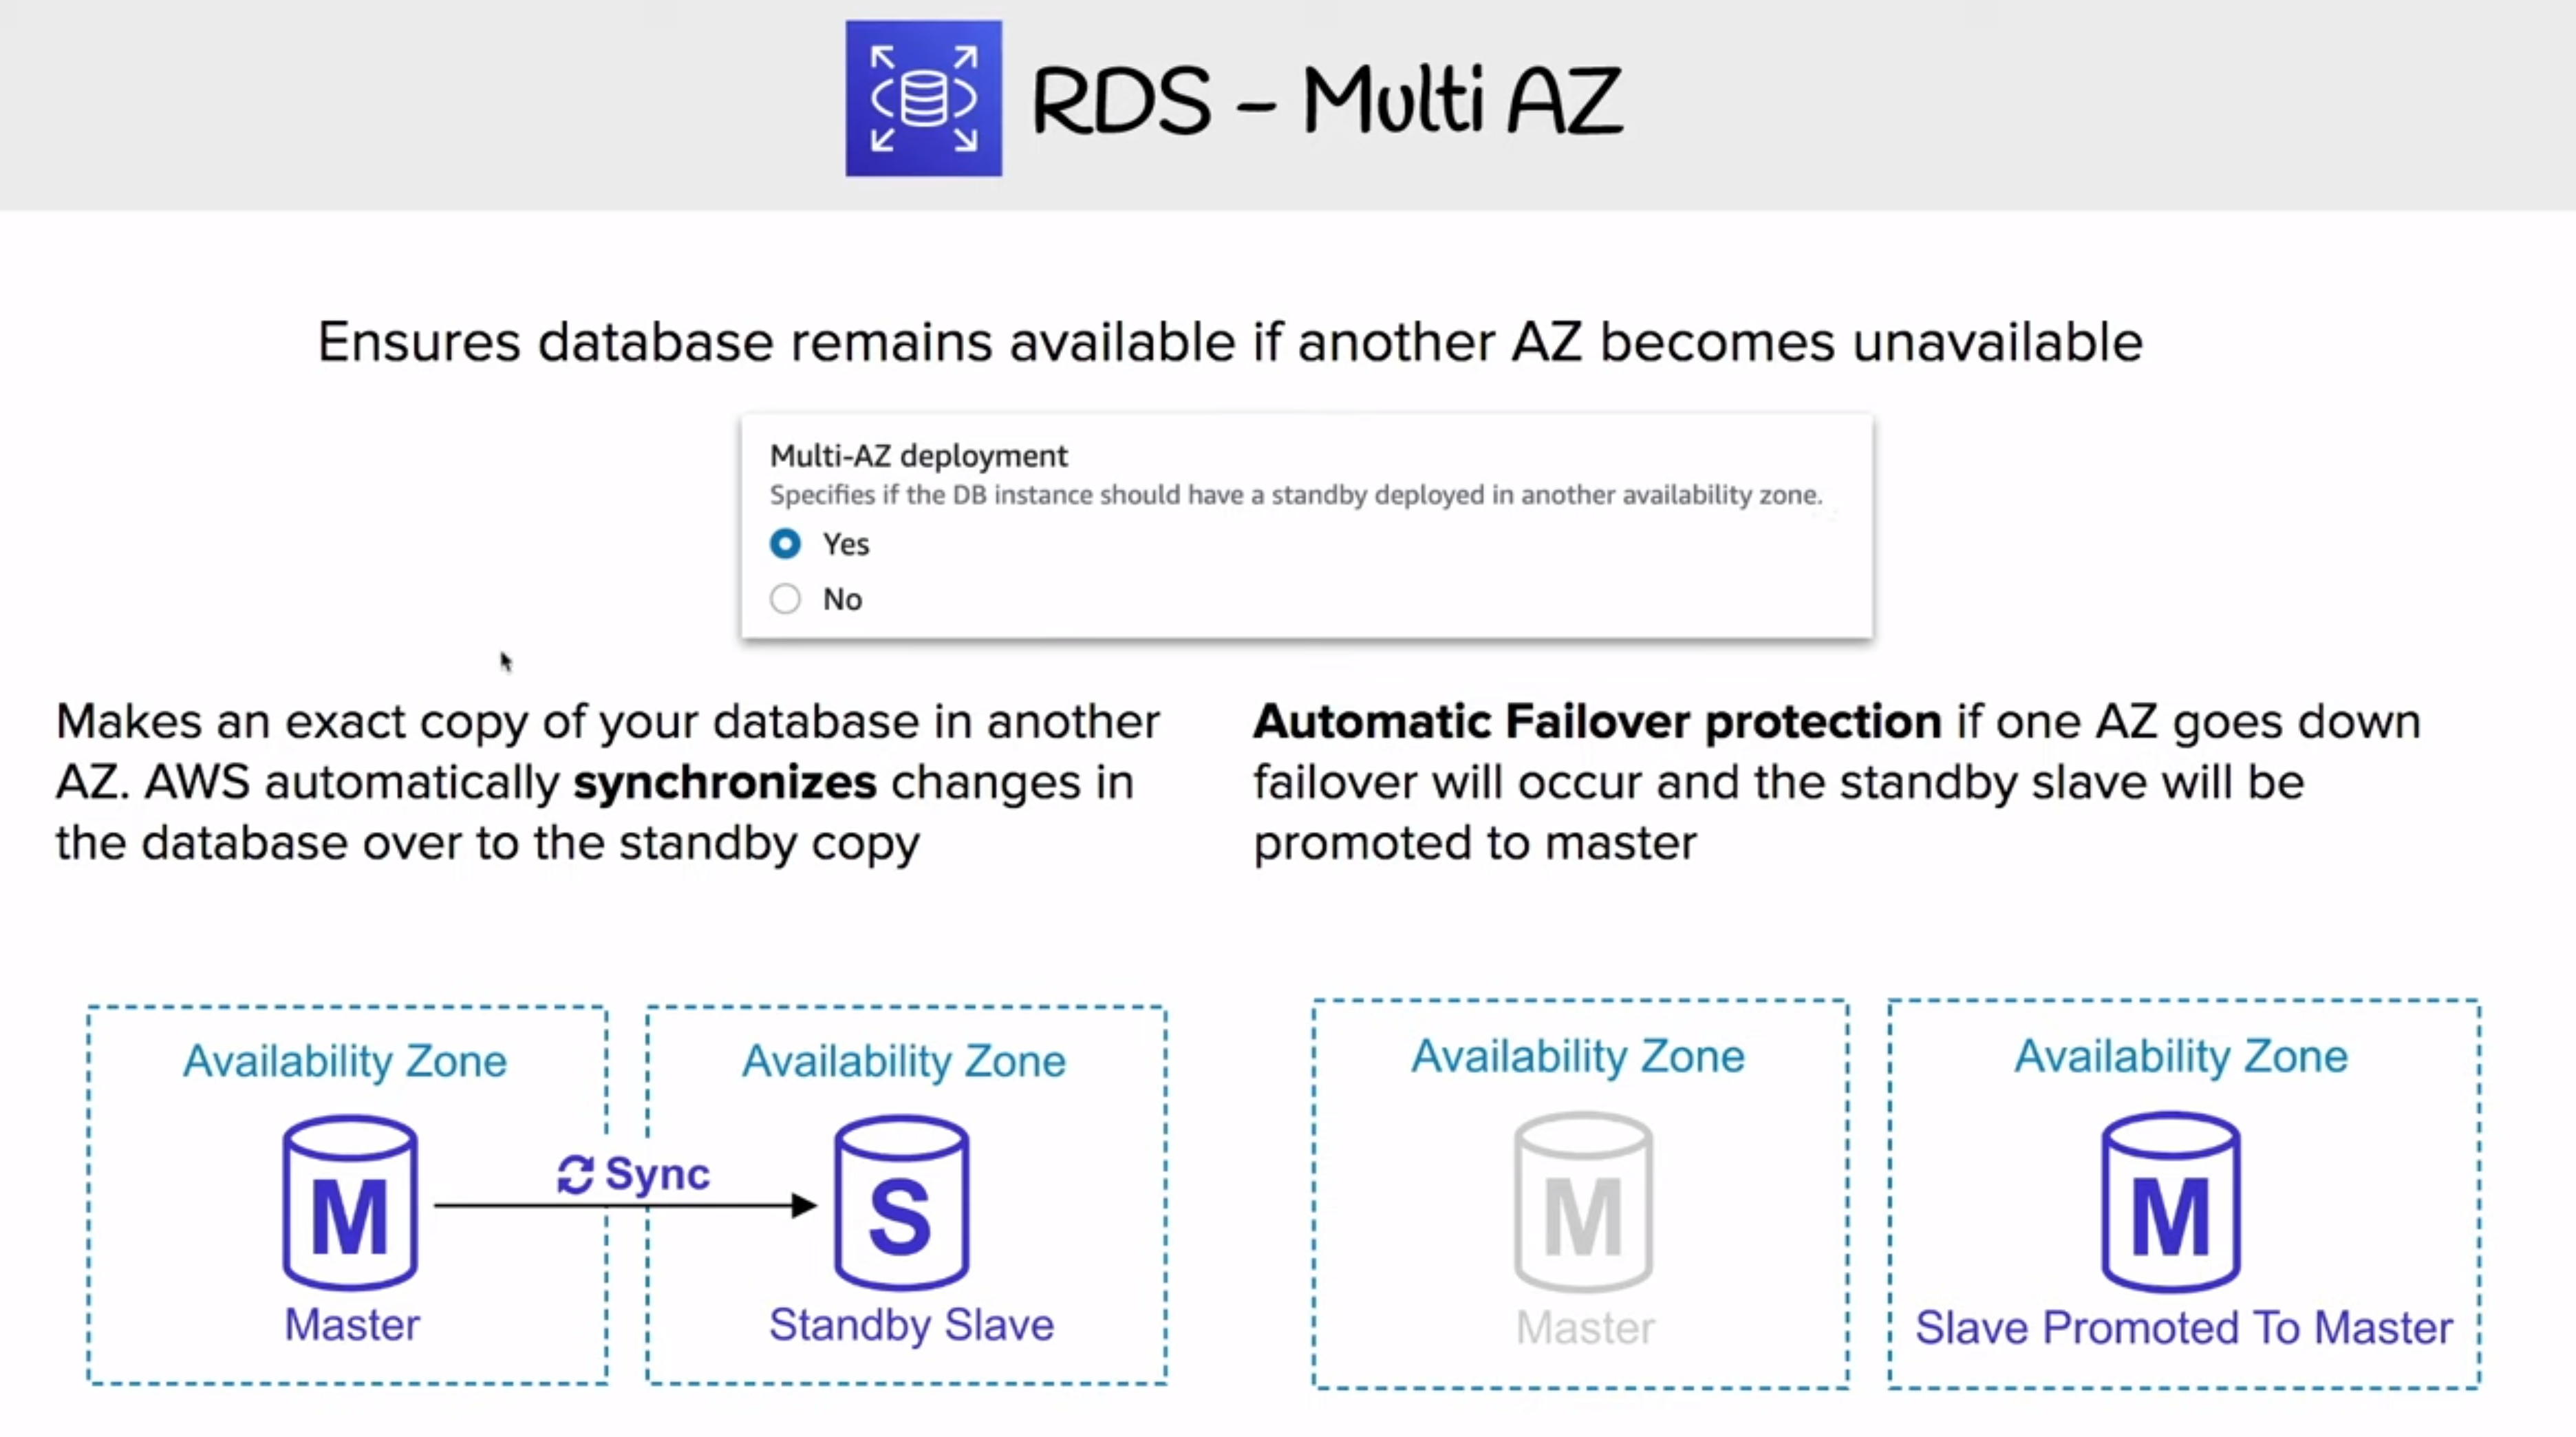 RDS - Multi AZ
Ensures database remains available if another AZ becomes unavailable
Multi-AZ deployment
Specifies if the DB instance should have a standby deployed in another availability zone.
Yes
No
Makes an exact copy of your database in another
AZ. AWS automatically synchronizes changes in
the database over to the standby copy
Automatic Failover protection if one AZ goes down
failover will occur and the standby slave will be
promoted to master
Availability Zone
M
Master
Sync
Availability Zone
S
Standby Slave
Availability Zone
M
Master
Availability Zone
M
Slave Promoted To Master